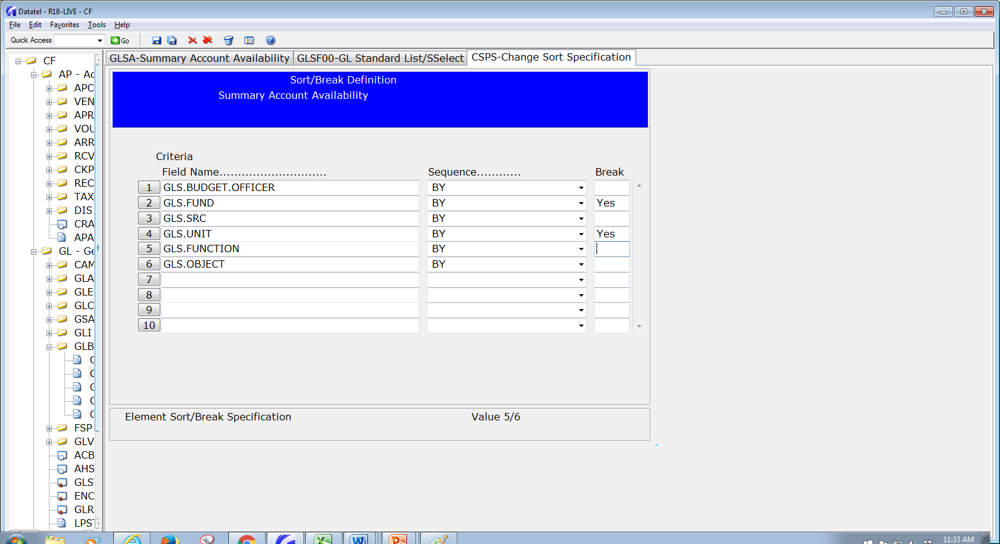 Datatel - R18-LIVE - CF
File Edit Favorites Tools Help
Quick Access Go
CF
AP - Ac
APC
VEN
APR
VOU
ARR
RCV
CKP
REC
TAX
DIS
CRA
APA
GL - Ge
CAM
GLA
GLE
GLC
GSA
GLI
GLB
FSP
GLV
ACB
AHS
GLS
ENC
GLR
LPS
GLSA-Summary Account Availability GLSF00-GL Standard List/SSelect CSPS-Change Sort Specification
Sort/Break Definition
Summary Account Availability
Criteria
Field Name............................ Sequence............ Break
1 GLS.BUDGET.OFFICER BY
2 GLS.FUND BY Yes
3 GLS.SRC BY
4 GLS.UNIT BY Yes
5 GLS.FUNCTION BY
6 GLS.OBJECT BY
7
8
9
10
Element Sort/Break Specification Value 5/6
11:33 AM